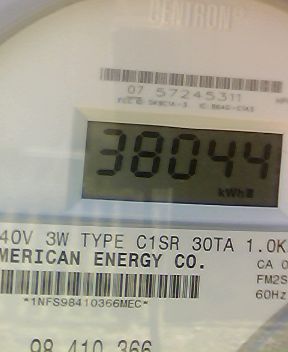 CENTRON®
07 57245311
38044
kWh
40V 3W TYPE C1SR 30TA 1.0K
MERICAN ENERGY CO.
CA 0
FM2S
60Hz
*1NFS98410366MEC*
98 410 366